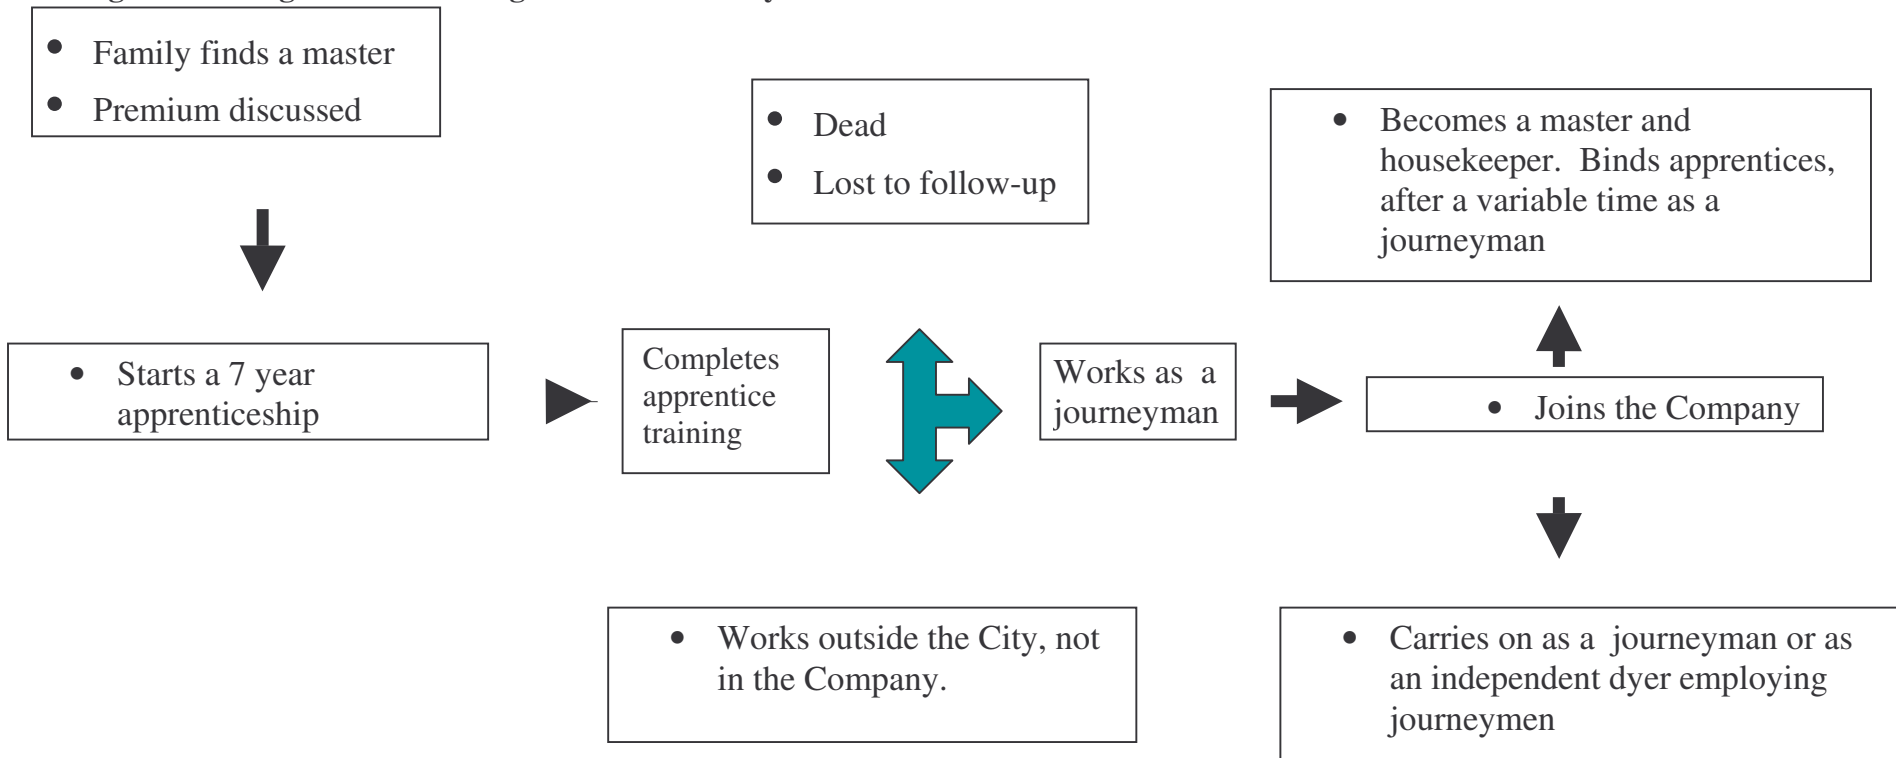 • Family finds a master
• Premium discussed
• Dead
• Lost to follow-up
• Becomes a master and
housekeeper. Binds apprentices,
after a variable time as a
journeyman
• Starts a 7 year
apprenticeship
Completes
apprentice
training
Works as a
journeyman
• Joins the Company
• Works outside the City, not
in the Company.
• Carries on as a journeyman or as
an independent dyer employing
journeymen